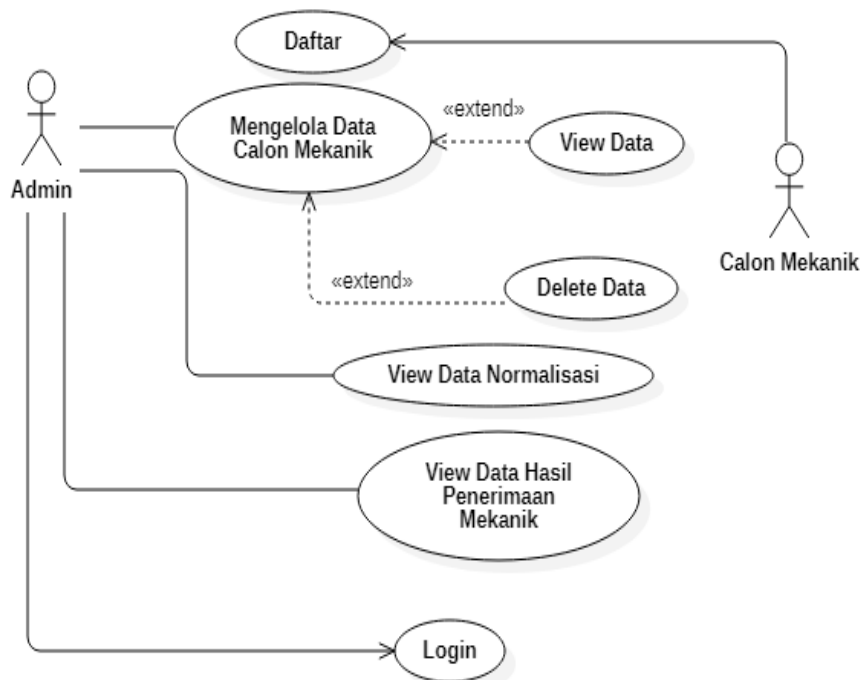 Daftar
Mengelola Data
Calon Mekanik
«extend»
View Data
Admin
Calon Mekanik
«extend»
Delete Data
View Data Normalisasi
View Data Hasil
Penerimaan
Mekanik
Login